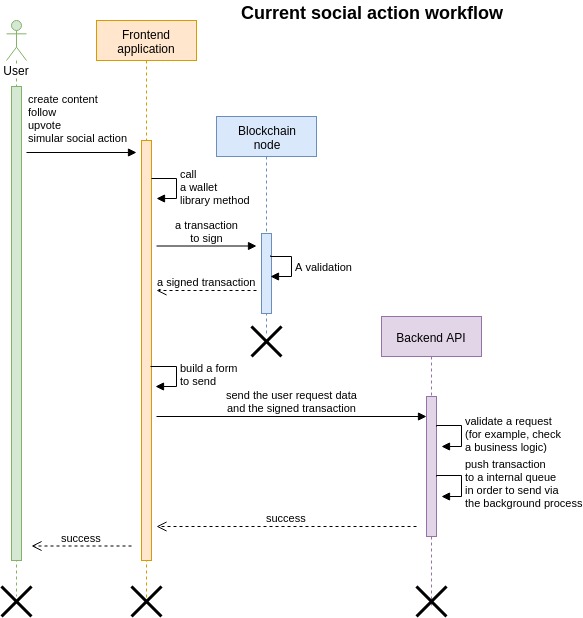 Current social action workflow
Frontend
application
User
create content
follow
upvote
simular social action
Blockchain
node
call
a wallet
library method
a transaction
to sign
A validation
a signed transaction
Backend API
build a form
to send
send the user request data
and the signed transaction
validate a request
(for example, check
a business logic)
push transaction
to a internal queue
in order to send via
the background process
success
success